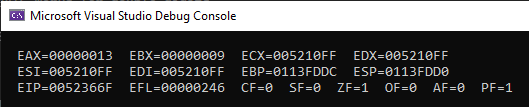 Microsoft Visual Studio Debug Console
EAX=00000013 EBX=00000009 ECX=005210FF EDX=005210FF
ESI=005210FF EDI=005210FF EBP=0113FDDC ESP=0113FDD0
EIP=0052366F EFL=00000246 CF=0 SF=0 ZF=1 OF=0 AF=0 PF=1